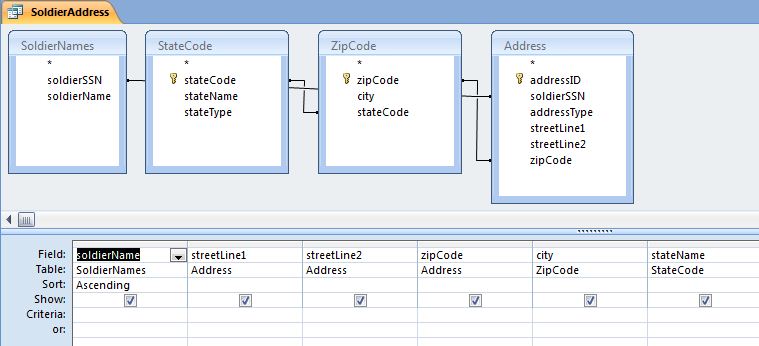 SoldierAddress
SoldierNames
*
soldierSSN
soldierName
StateCode
*
stateCode
stateName
stateType
ZipCode
*
zipCode
city
stateCode
Address
*
addressID
soldierSSN
addressType
streetLine1
streetLine2
zipCode
Field: soldierName streetLine1 streetLine2 zipCode city stateName
Table: SoldierNames Address Address Address ZipCode StateCode
Sort: Ascending
Show:
Criteria:
or: